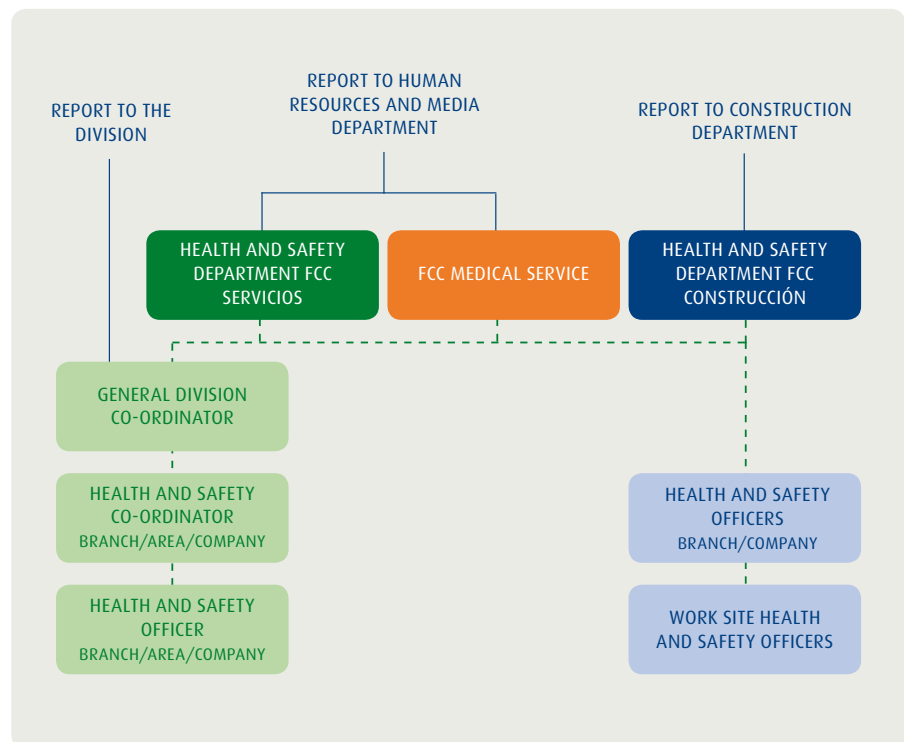 REPORT TO THE
DIVISION
REPORT TO HUMAN
RESOURCES AND MEDIA
DEPARTMENT
REPORT TO CONSTRUCTION
DEPARTMENT
HEALTH AND SAFETY
DEPARTMENT FCC
SERVICIOS
FCC MEDICAL SERVICE
HEALTH AND SAFETY
DEPARTMENT FCC
CONSTRUCCIÓN
GENERAL DIVISION
CO-ORDINATOR
HEALTH AND SAFETY
CO-ORDINATOR
BRANCH/AREA/COMPANY
HEALTH AND SAFETY
OFFICERS
BRANCH/COMPANY
HEALTH AND SAFETY
OFFICER
BRANCH/AREA/COMPANY
WORK SITE HEALTH
AND SAFETY OFFICERS